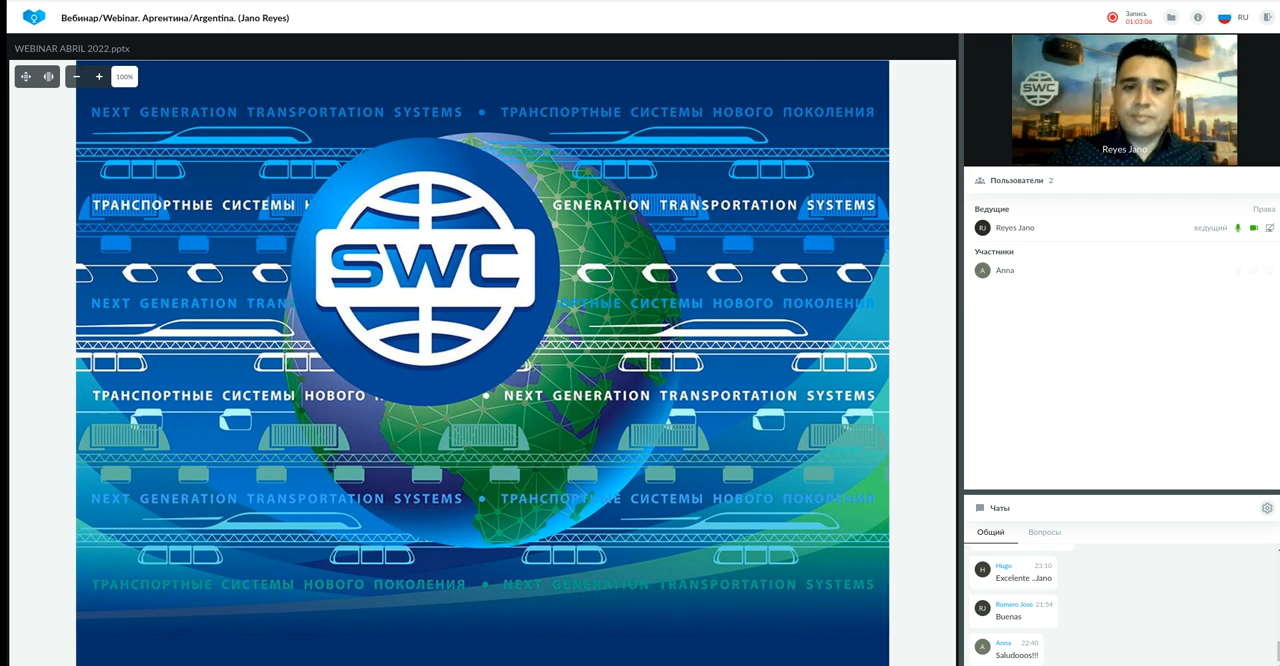 Вебинар/Webinar. Аргентина/Argentina. (Jano Reyes)
Запись
01:03:06
RU
WEBINAR ABRIL 2022.pptx
100%
NEXT GENERATION TRANSPORTATION SYSTEMS • ТРАНСПОРТНЫЕ СИСТЕМЫ НОВОГО ПОКОЛЕНИЯ
ТРАНСПОРТНЫЕ СИСТЕМЫ GENERATION TRANSPORTATION SYSTEMS
SWC
NEXT GENERATION СИСТЕМЫ НОВОГО ПОКОЛЕНИЯ
ТРАНСПОРТНЫЕ СИСТЕМЫ НОВОГО • NEXT GENERATION TRANSPORTATION SYSTEMS
NEXT GENERATION TRANSPORTATION SYSTEMS • ТРАНСПОРТНЫЕ СИСТЕМЫ НОВОГО ПОКОЛЕНИЯ
ТРАНСПОРТНЫЕ СИСТЕМЫ НОВОГО ПОКОЛЕНИЯ • NEXT GENERATION TRANSPORTATION SYSTEMS
SWC
Reyes Jano
Пользователи 2
Ведущие Права
RJ Reyes Jano ведущий
Участники
A Anna
Чаты
Общий Вопросы
H Hugo 23:10
Excelente ..Jano
RJ Romero Jose 21:54
Buenas
A Anna 22:40
Saludooos!!!